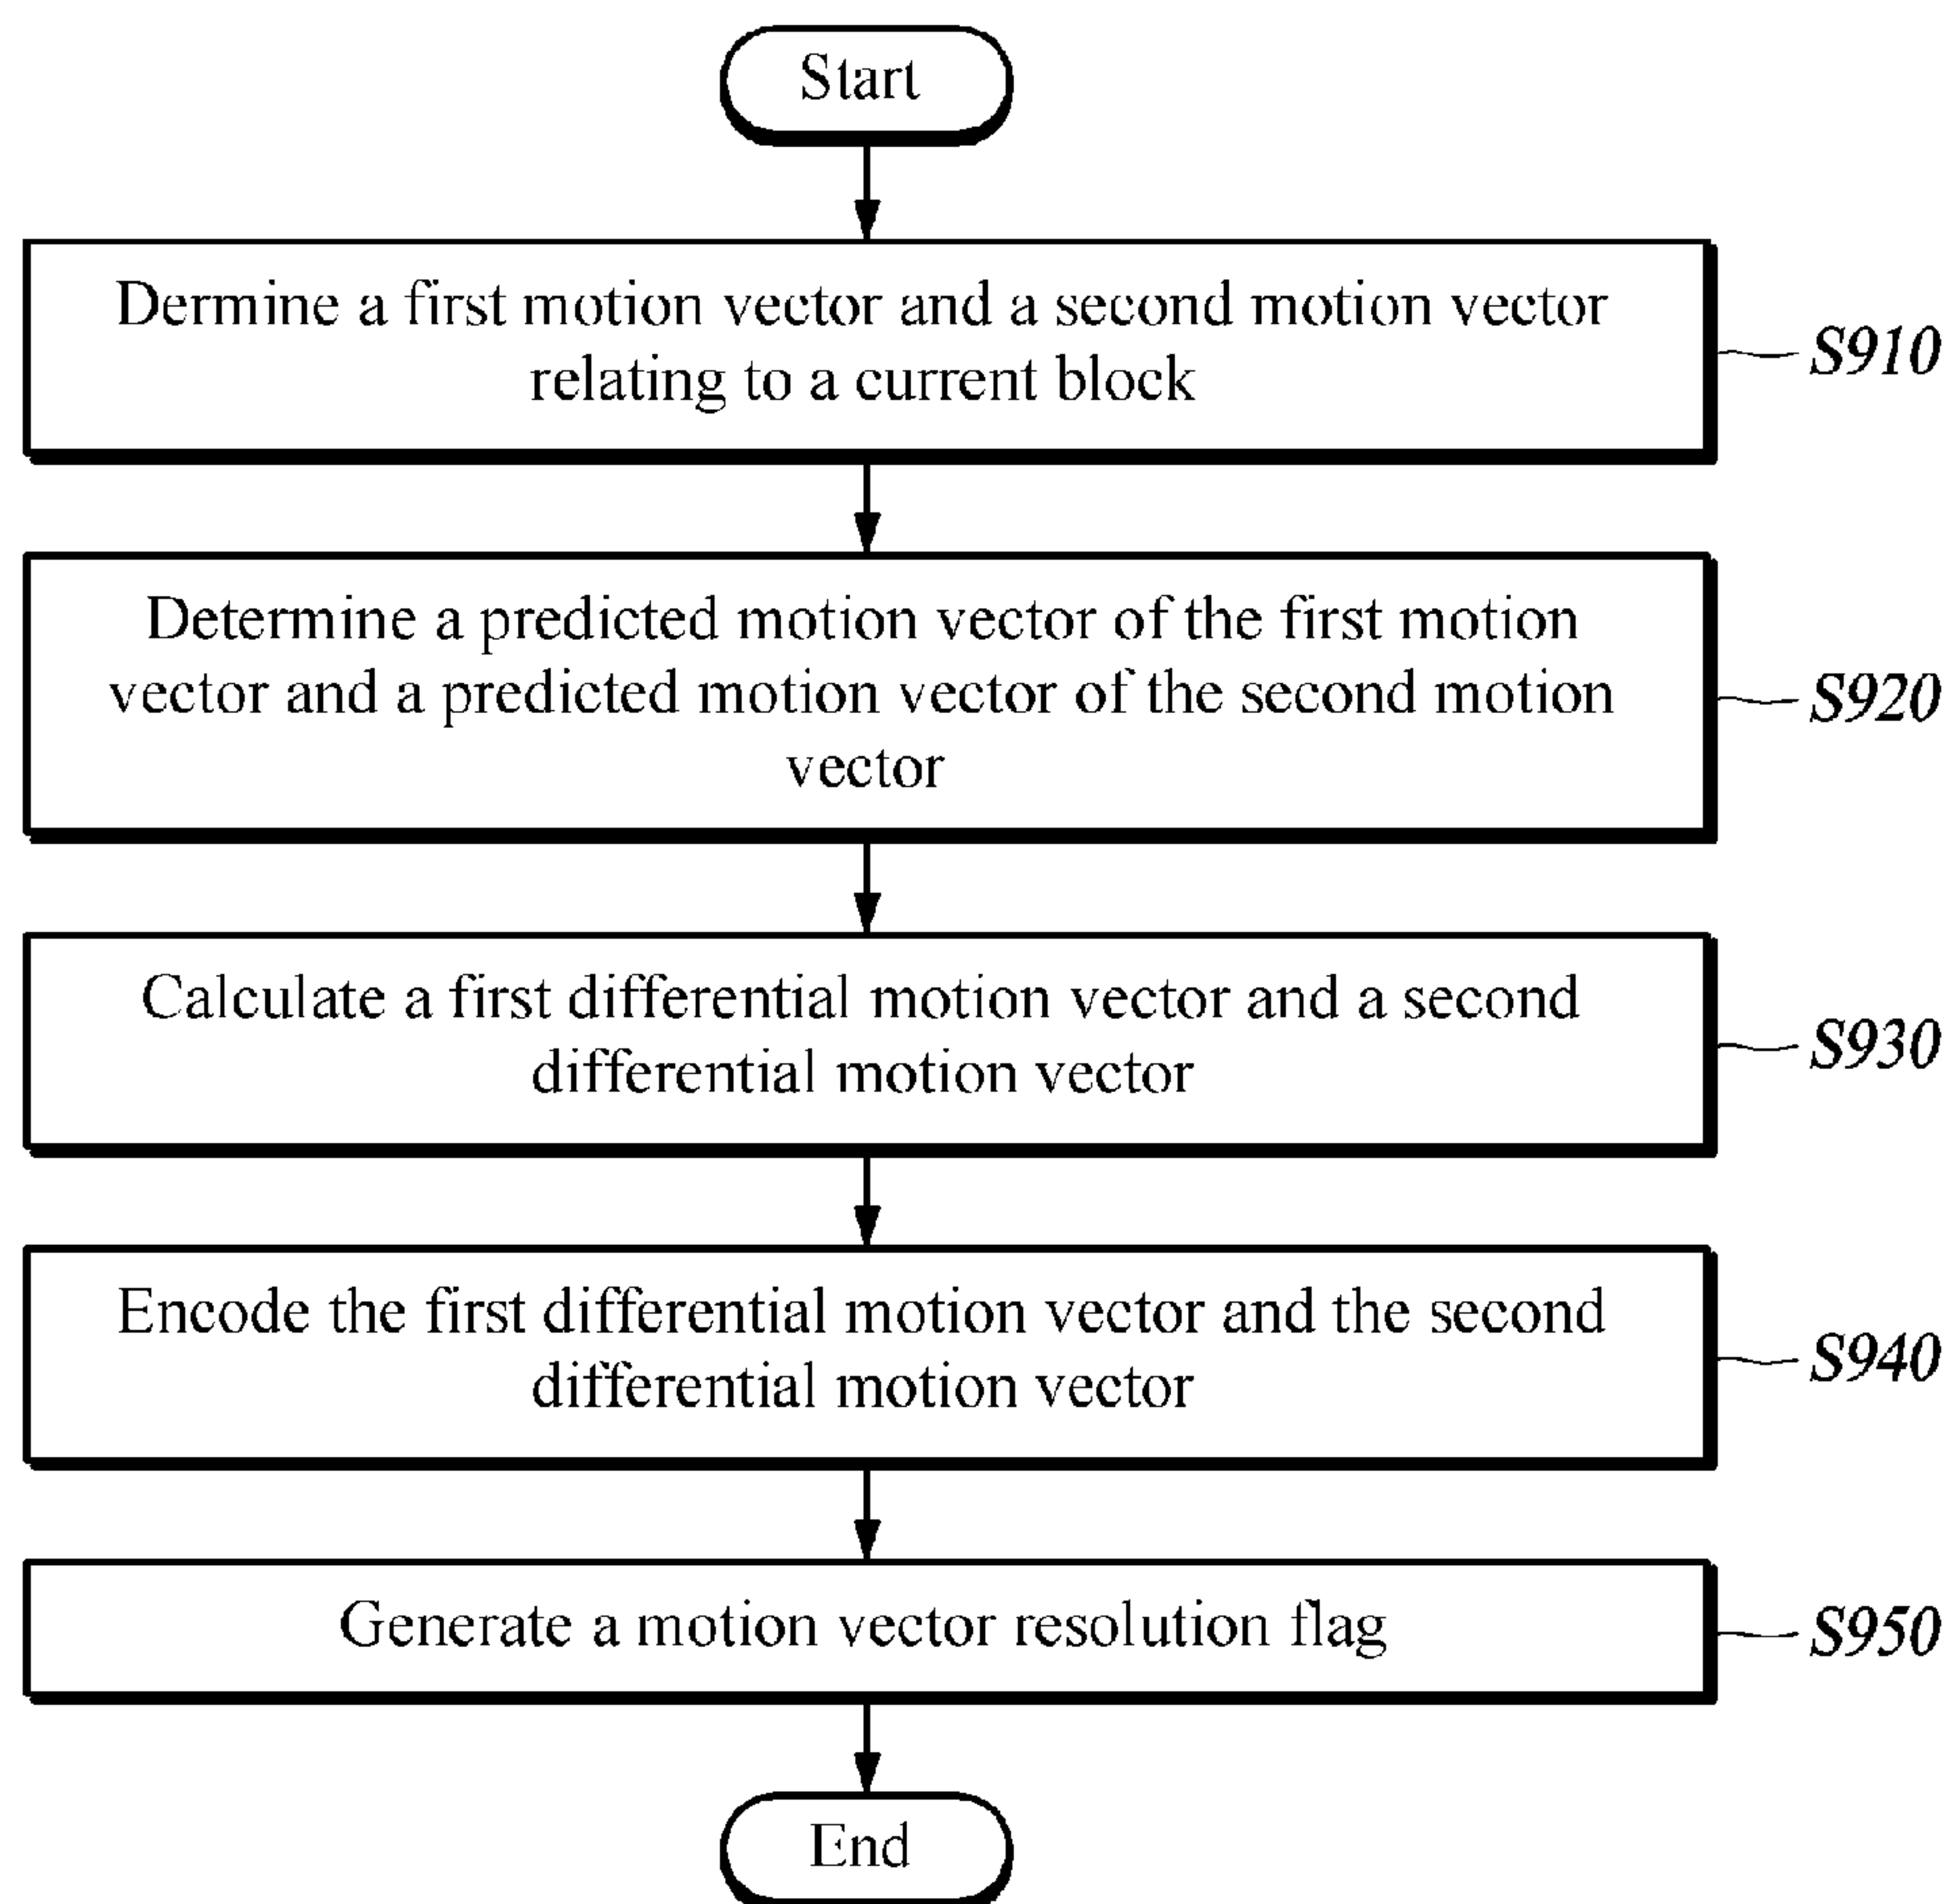 Start
Dermine a first motion vector and a second motion vector
relating to a current block
S910
Determine a predicted motion vector of the first motion
vector and a predicted motion vector of the second motion
vector
S920
Calculate a first differential motion vector and a second
differential motion vector
S930
Encode the first differential motion vector and the second
differential motion vector
S940
Generate a motion vector resolution flag
S950
End